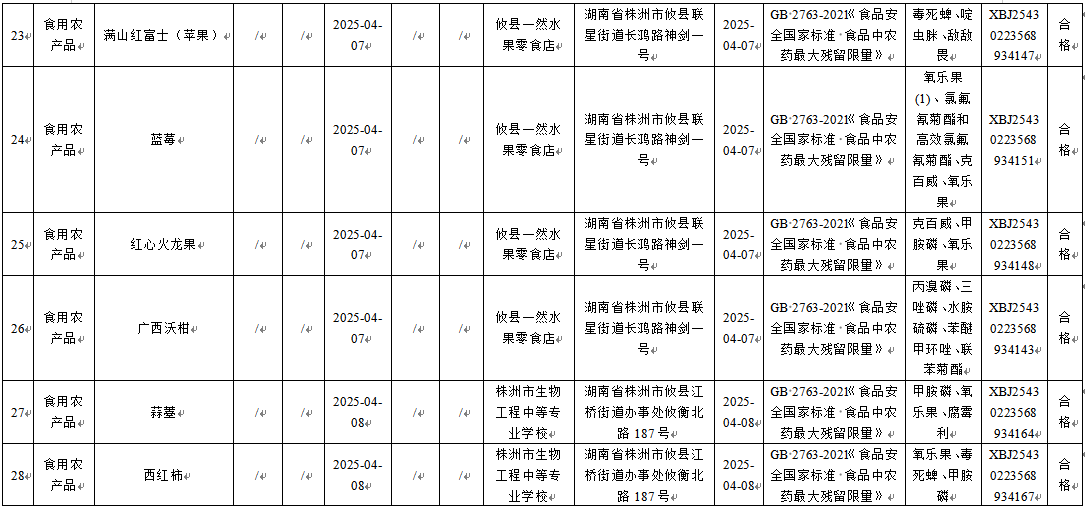 23
食用农
产品
满山红富士（苹果）
/
/
2025-04-
07
/
/
攸县一然水
果零食店
湖南省株洲市攸县联
星街道长鸿路神剑一
号
2025-
04-07
GB 2763-2021《食品安
全国家标准 食品中农
药最大残留限量》
毒死蜱、啶
虫脒、敌敌
畏
XBJ2543
0223568
934147
合
格
24
食用农
产品
蓝莓
/
/
2025-04-
07
/
/
攸县一然水
果零食店
湖南省株洲市攸县联
星街道长鸿路神剑一
号
2025-
04-07
GB 2763-2021《食品安
全国家标准 食品中农
药最大残留限量》
氧乐果
(1)、氯氟
氰菊酯和
高效氯氟
氰菊酯、克
百威、氧乐
果
XBJ2543
0223568
934151
合
格
25
食用农
产品
红心火龙果
/
/
2025-04-
07
/
/
攸县一然水
果零食店
湖南省株洲市攸县联
星街道长鸿路神剑一
号
2025-
04-07
GB 2763-2021《食品安
全国家标准 食品中农
药最大残留限量》
克百威、甲
胺磷、氧乐
果
XBJ2543
0223568
934148
合
格
26
食用农
产品
广西沃柑
/
/
2025-04-
07
/
/
攸县一然水
果零食店
湖南省株洲市攸县联
星街道长鸿路神剑一
号
2025-
04-07
GB 2763-2021《食品安
全国家标准 食品中农
药最大残留限量》
丙溴磷、三
唑磷、水胺
硫磷、苯醚
甲环唑、联
苯菊酯
XBJ2543
0223568
934143
合
格
27
食用农
产品
蒜薹
/
/
2025-04-
08
/
/
株洲市生物
工程中等专
业学校
湖南省株洲市攸县江
桥街道办事处攸衡北
路 187 号
2025-
04-08
GB 2763-2021《食品安
全国家标准 食品中农
药最大残留限量》
甲胺磷、氧
乐果、腐霉
利
XBJ2543
0223568
934164
合
格
28
食用农
产品
西红柿
/
/
2025-04-
08
/
/
株洲市生物
工程中等专
业学校
湖南省株洲市攸县江
桥街道办事处攸衡北
路 187 号
2025-
04-08
GB 2763-2021《食品安
全国家标准 食品中农
药最大残留限量》
氧乐果、毒
死蜱、甲胺
磷
XBJ2543
0223568
934167
合
格